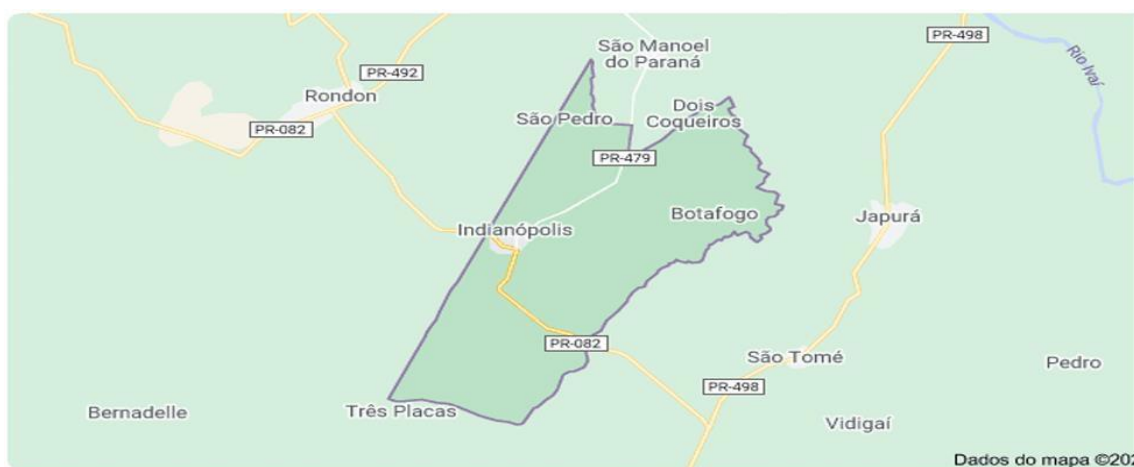 São Manoel
do Paraná
PR-498
Rio Ivaí
PR-492
Rondon
Dois
Coqueiros
São Pedro
PR-082
PR-479
Botafogo
Japurá
Indianópolis
PR-082
São Tomé
Pedro
PR-498
Três Placas
Bernadelle
Vidigaí
Dados do mapa ©202